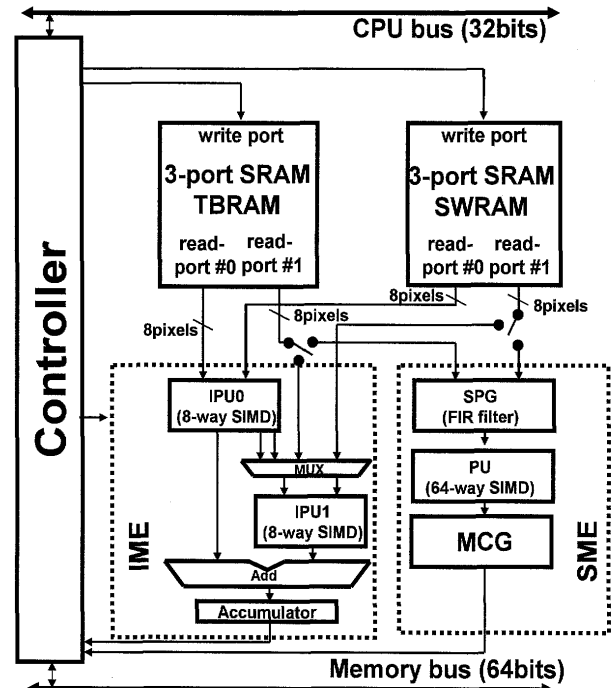 CPU bus (32bits)
Controller
write port
3-port SRAM
TBRAM
read-port #0
read-port #1
write port
3-port SRAM
SWRAM
read-port #0
read-port #1
8pixels
8pixels
8pixels
8pixels
IME
IPU0
(8-way SIMD)
MUX
IPU1
(8-way SIMD)
Add
Accumulator
SME
SPG
(FIR filter)
PU
(64-way SIMD)
MCG
Memory bus (64bits)